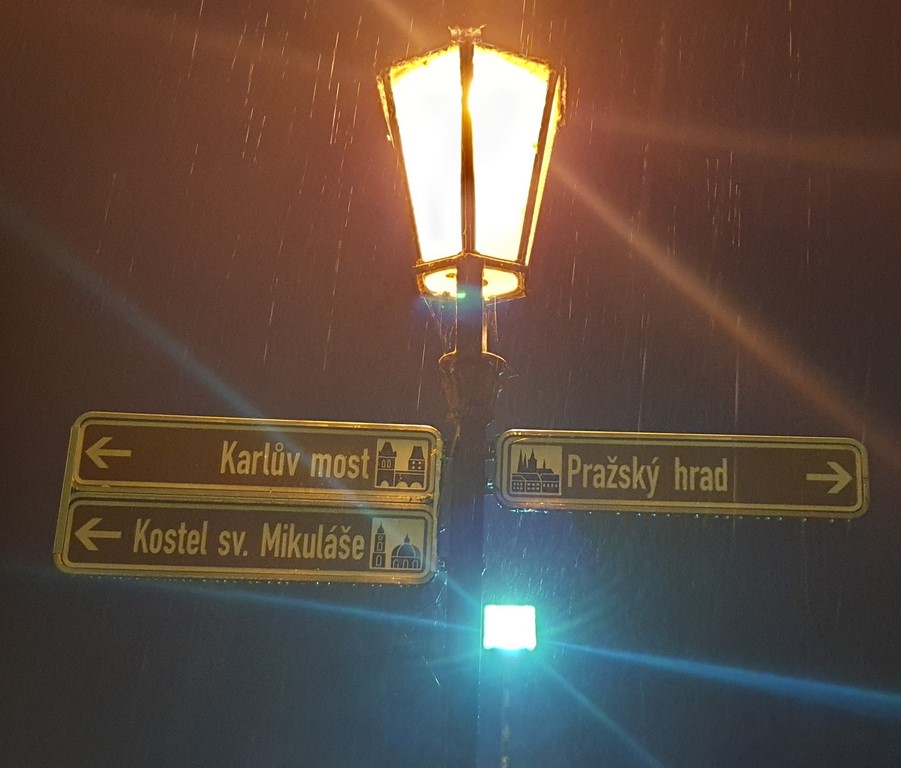 Karlův most
Kostel sv. Mikuláše
Pražský hrad